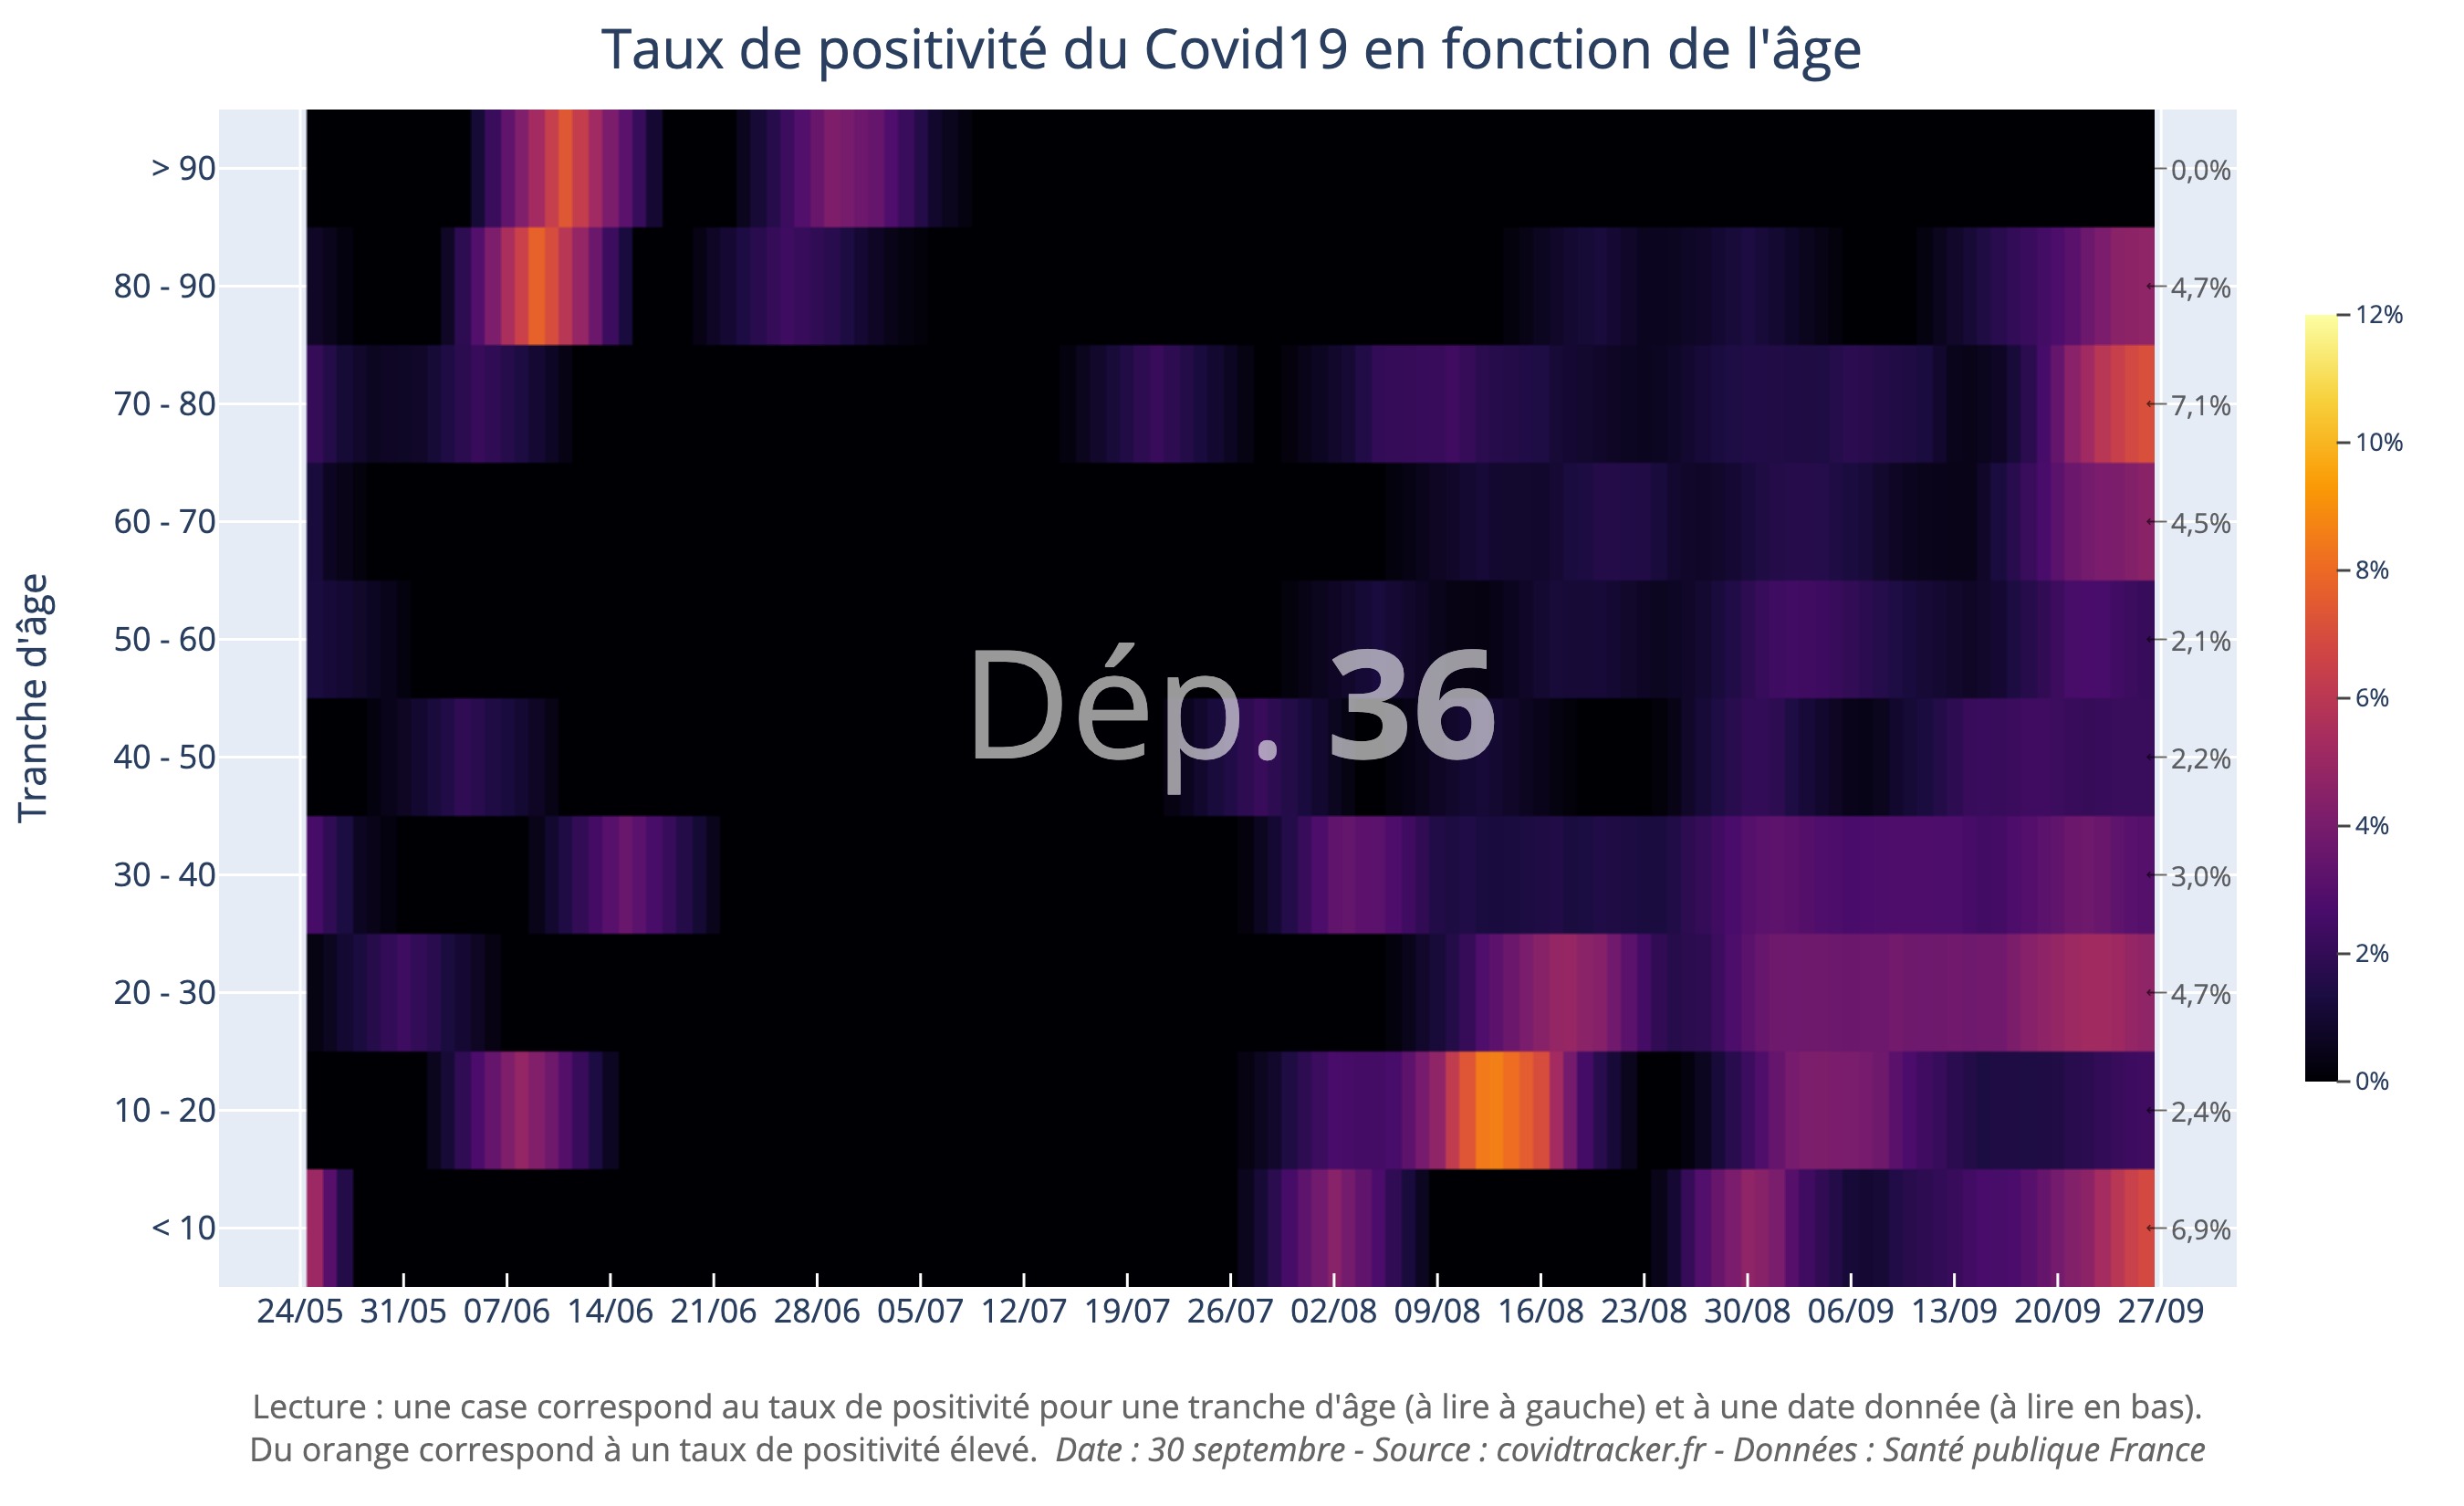 Taux de positivité du Covid19 en fonction de l'âge
Tranche d'âge
> 90
80 - 90
70 - 80
60 - 70
50 - 60
40 - 50
30 - 40
20 - 30
10 - 20
< 10
Dép. 36
0,0%
4,7%
7,1%
4,5%
2,1%
2,2%
3,0%
4,7%
2,4%
6,9%
12%
10%
8%
6%
4%
2%
0%
24/05 31/05 07/06 14/06 21/06 28/06 05/07 12/07 19/07 26/07 02/08 09/08 16/08 23/08 30/08 06/09 13/09 20/09 27/09
Lecture : une case correspond au taux de positivité pour une tranche d'âge (à lire à gauche) et à une date donnée (à lire en bas).
Du orange correspond à un taux de positivité élevé. Date : 30 septembre - Source : covidtracker.fr - Données : Santé publique France